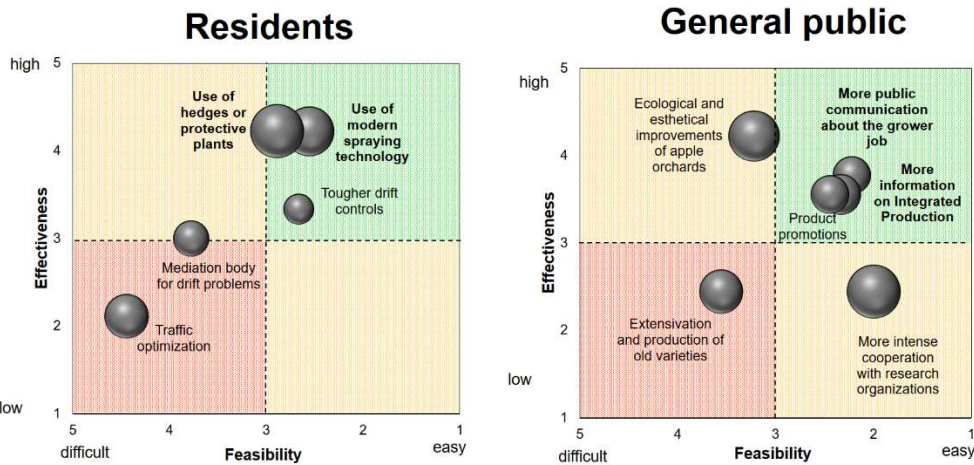 Residents
high
5
4
3
2
1
low
Effectiveness
Use of
hedges or
protective
plants
Use of
modern
spraying
technology
Tougher drift
controls
Mediation body
for drift problems
Traffic
optimization
5
4
3
2
1
difficult
Feasibility
easy
General public
high
5
4
3
2
1
low
Effectiveness
Ecological and
esthetical
improvements
of apple
orchards
More public
communication
about the grower
job
More
information
on Integrated
Production
Product
promotions
Extensivation
and production of
old varieties
More intense
cooperation
with research
organizations
5
4
3
2
1
difficult
Feasibility
easy